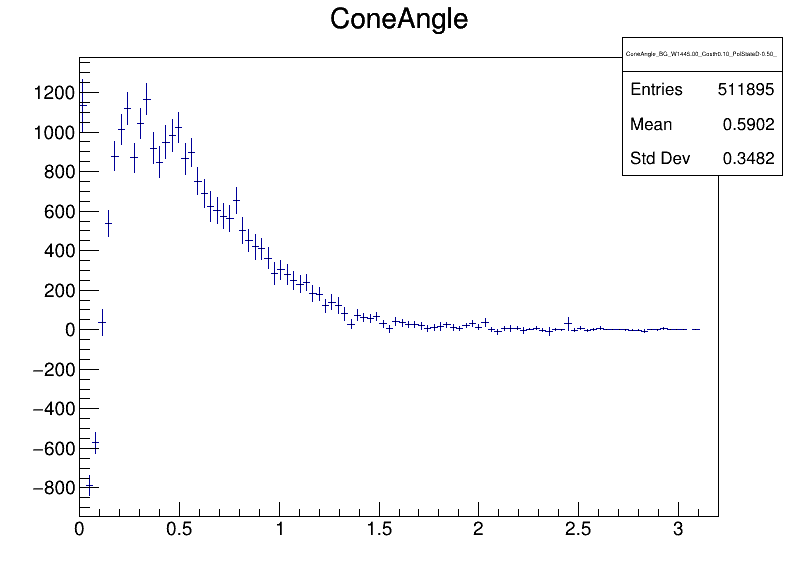 ConeAngle
ConeAngle_BG_W1445.00_Costh0.10_PolStateD-0.50_
Entries 511895
Mean 0.5902
Std Dev 0.3482
1200
1000
800
600
400
200
0
−200
−400
−600
−800
0 0.5 1 1.5 2 2.5 3